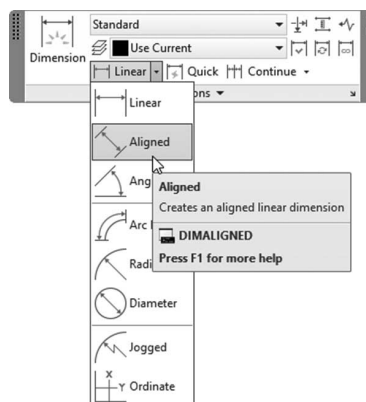 Standard
Use Current
Dimension
Linear Quick Continue
ons
Linear
Aligned
Ang
Aligned
Creates an aligned linear dimension
Arc
DIMALIGNED
Press F1 for more help
Radi
Diameter
Jogged
X
Y Ordinate